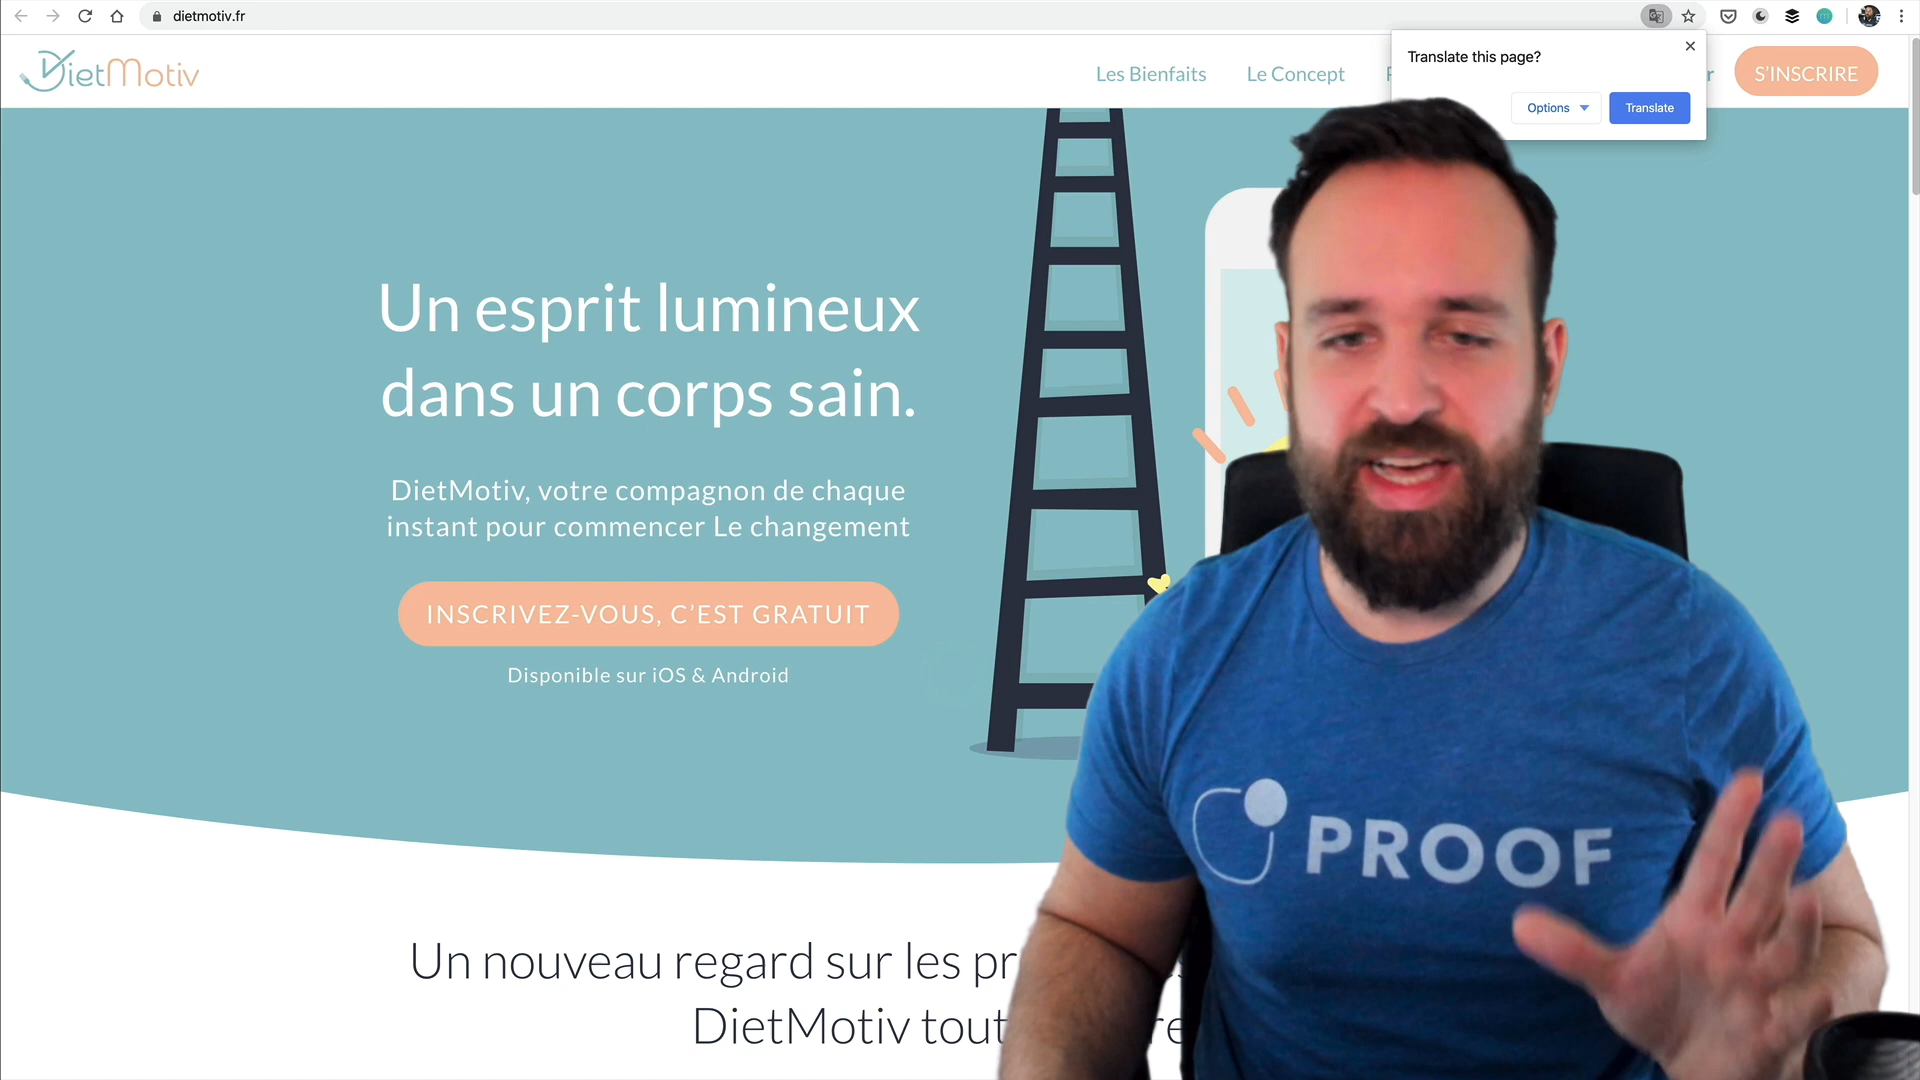 dietmotiv.fr
Translate this page?
Options
Translate
DietMotiv
Les Bienfaits
Le Concept
S'INSCRIRE
Un esprit lumineux
dans un corps sain.
DietMotiv, votre compagnon de chaque
instant pour commencer Le changement
INSCRIVEZ-VOUS, C'EST GRATUIT
Disponible sur iOS & Android
PROOF
Un nouveau regard sur les
DietMotiv